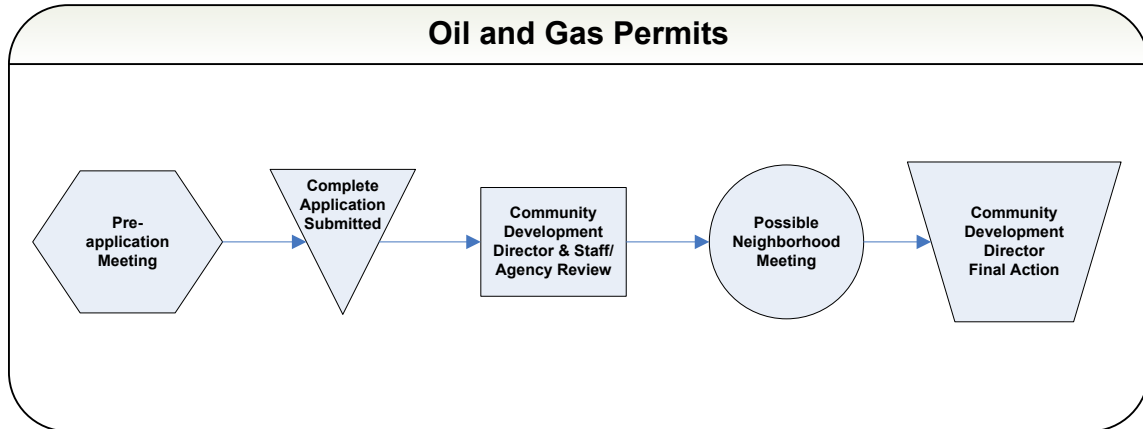 Oil and Gas Permits
Pre-
application
Meeting
Complete
Application
Submitted
Community
Development
Director & Staff/
Agency Review
Possible
Neighborhood
Meeting
Community
Development
Director
Final Action